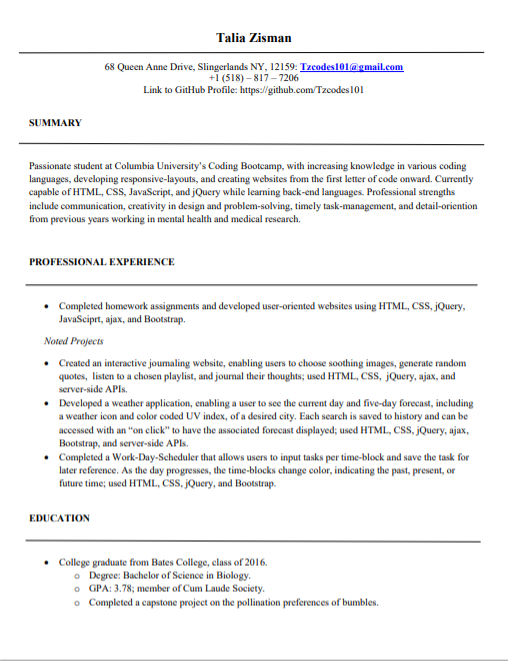 Talia Zisman
68 Queen Anne Drive, Slingerlands NY, 12159: Tzcodes101@gmail.com
+1 (518) – 817 – 7206
Link to GitHub Profile: https://github.com/Tzcodes101
SUMMARY
Passionate student at Columbia University's Coding Bootcamp, with increasing knowledge in various coding
languages, developing responsive-layouts, and creating websites from the first letter of code onward. Currently
capable of HTML, CSS, JavaScript, and jQuery while learning back-end languages. Professional strengths
include communication, creativity in design and problem-solving, timely task-management, and detail-oriention
from previous years working in mental health and medical research.
PROFESSIONAL EXPERIENCE
• Completed homework assignments and developed user-oriented websites using HTML, CSS, jQuery,
JavaSciprt, ajax, and Bootstrap.
Noted Projects
• Created an interactive journaling website, enabling users to choose soothing images, generate random
quotes, listen to a chosen playlist, and journal their thoughts; used HTML, CSS, jQuery, ajax, and
server-side APIs.
• Developed a weather application, enabling a user to see the current day and five-day forecast, including
a weather icon and color coded UV index, of a desired city. Each search is saved to history and can be
accessed with an “on click” to have the associated forecast displayed; used HTML, CSS, jQuery, ajax,
Bootstrap, and server-side APIs.
• Completed a Work-Day-Scheduler that allows users to input tasks per time-block and save the task for
later reference. As the day progresses, the time-blocks change color, indicating the past, present, or
future time; used HTML, CSS, jQuery, and Bootstrap.
EDUCATION
• College graduate from Bates College, class of 2016.
o Degree: Bachelor of Science in Biology.
o GPA: 3.78; member of Cum Laude Society.
o Completed a capstone project on the pollination preferences of bumbles.